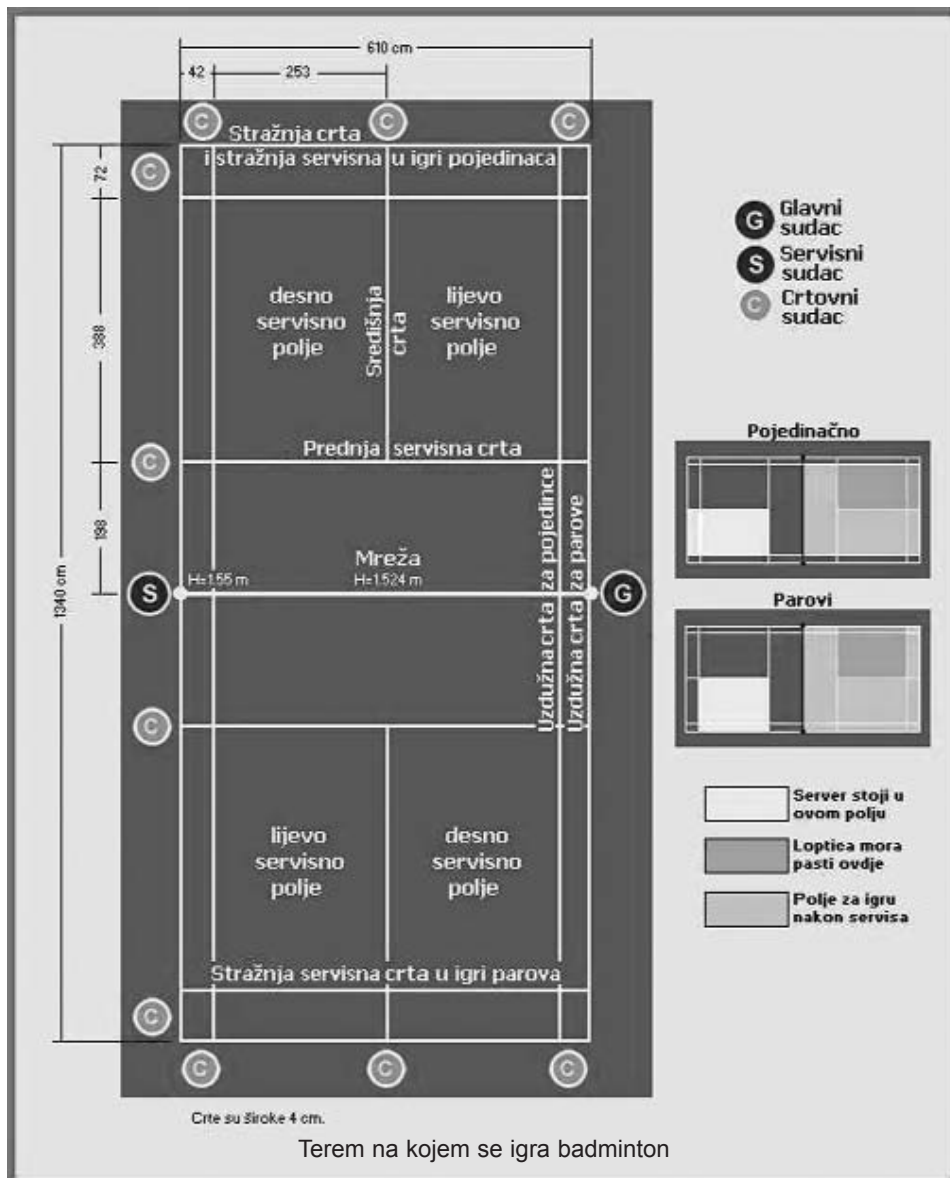 610 cm
42
253
C
C
C
Stražnja crta
i stražnja servisna u igri pojedinaca
C
72
G
Glavni
sudac
S
Servisni
sudac
C
Crtovni
sudac
desno
servisno
polje
Središnja
crta
lijevo
servisno
polje
388
Prednja servisna crta
C
Pojedinačno
198
Mreža
H=1.55 m
H=1.524 m
Uzdužna crta za pojedince
Uzdužna crta za parove
S
G
1340 cm
Parovi
C
lijevo
servisno
polje
desno
servisno
polje
Server stoji u
ovom polju
Loptica mora
pasti ovdje
Polje za igru
nakon servisa
Stražnja servisna crta u igri parova
C
C
C
C
Crte su široke 4 cm.
Terem na kojem se igra badminton